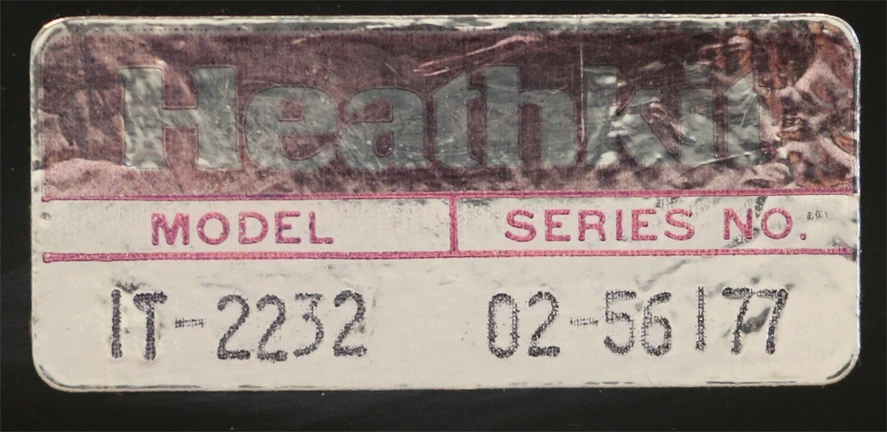 Heathkit
MODEL SERIES NO.
IT-2232 02-56177